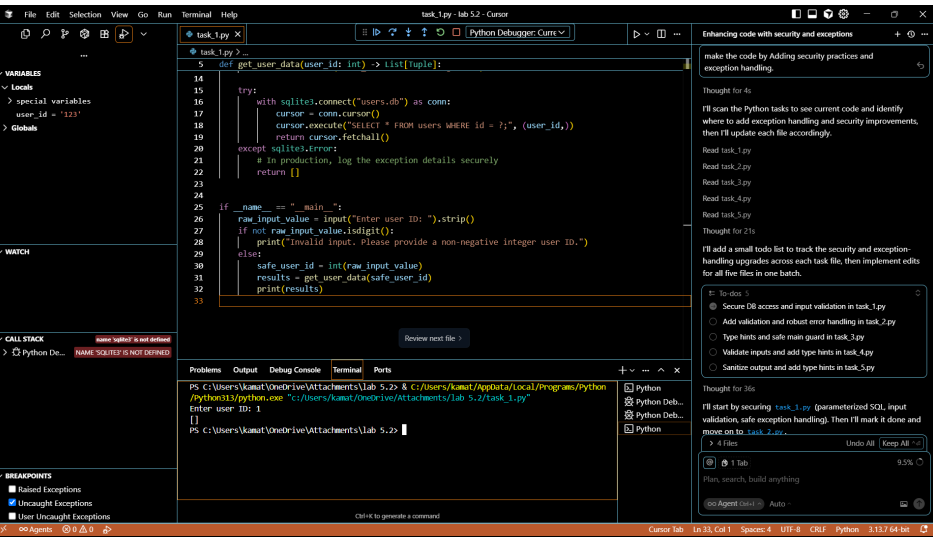 File Edit Selection View Go Run Terminal Help
task_1.py - lab 5.2 - Cursor
task_1.py
Python Debugger: Curre
task_1.py > ...
VARIABLES
Locals
special variables
user_id = '123'
Globals
WATCH
CALL STACK
name 'sqlite3' is not defined
Python De...
NAME 'SQLITE3' IS NOT DEFINED
BREAKPOINTS
Raised Exceptions
Uncaught Exceptions
User Uncaught Exceptions
5 def get_user_data(user_id: int) -> List[Tuple]:
14
15 try:
16 with sqlite3.connect("users.db") as conn:
17 cursor = conn.cursor()
18 cursor.execute("SELECT * FROM users WHERE id = ?;", (user_id,))
19 return cursor.fetchall()
20 except sqlite3.Error:
21 # In production, log the exception details securely
22 return []
23
24
25 if __name__ == "__main__":
26 raw_input_value = input("Enter user ID: ").strip()
27 if not raw_input_value.isdigit():
28 print("Invalid input. Please provide a non-negative integer user ID.")
29 else:
30 safe_user_id = int(raw_input_value)
31 results = get_user_data(safe_user_id)
32 print(results)
33
Review next file >
Problems Output Debug Console Terminal Ports
PS C:\Users\kamat\OneDrive\Attachments\lab 5.2> & C:/Users/kamat/AppData/Local/Programs/Python
/Python313/python.exe "c:/Users/kamat/OneDrive/Attachments/lab 5.2/task_1.py"
Enter user ID: 1
[]
PS C:\Users\kamat\OneDrive\Attachments\lab 5.2>
Python
Python Deb...
Python Deb...
Python
Ctrl+K to generate a command
Enhancing code with security and exceptions
make the code by Adding security practices and
exception handling.
Thought for 4s
I'll scan the Python tasks to see current code and identify
where to add exception handling and security improvements,
then I'll update each file accordingly.
Read task_1.py
Read task_2.py
Read task_3.py
Read task_4.py
Read task_5.py
Thought for 21s
I'll add a small todo list to track the security and exception-
handling upgrades across each task file, then implement edits
for all five files in one batch.
To-dos 5
Secure DB access and input validation in task_1.py
Add validation and robust error handling in task_2.py
Type hints and safe main guard in task_3.py
Validate inputs and add type hints in task_4.py
Sanitize output and add type hints in task_5.py
Thought for 36s
I'll start by securing task_1.py (parameterized SQL, input
validation, safe exception handling). Then I'll mark it done and
move on to task_2.py.
> 4 Files
Undo All Keep All
@ 1 Tab
9.5%
Plan, search, build anything
Agent Ctrl+I
Auto
Agents 0 0
Cursor Tab Ln 33, Col 1 Spaces: 4 UTF-8 CRLF Python 3.13.7 64-bit